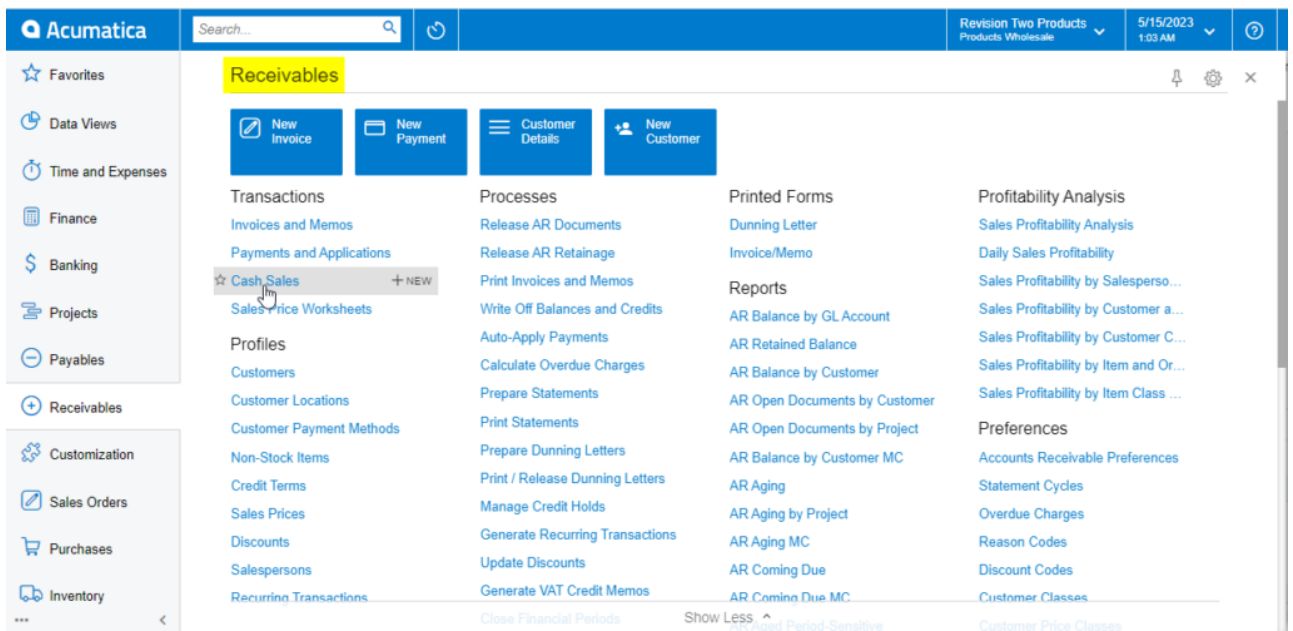 Acumatica
Search...
Revision Two Products
Products Wholesale
5/15/2023
1:03 AM
Favorites
Data Views
Time and Expenses
Finance
Banking
Projects
Payables
Receivables
Customization
Sales Orders
Purchases
Inventory
Receivables
New
Invoice
New
Payment
Customer
Details
New
Customer
Transactions
Invoices and Memos
Payments and Applications
Cash Sales
+ NEW
Sales Price Worksheets
Profiles
Customers
Customer Locations
Customer Payment Methods
Non-Stock Items
Credit Terms
Sales Prices
Discounts
Salespersons
Recurring Transactions
Processes
Release AR Documents
Release AR Retainage
Print Invoices and Memos
Write Off Balances and Credits
Auto-Apply Payments
Calculate Overdue Charges
Prepare Statements
Print Statements
Prepare Dunning Letters
Print / Release Dunning Letters
Manage Credit Holds
Generate Recurring Transactions
Update Discounts
Generate VAT Credit Memos
Close Financial Periods
Printed Forms
Dunning Letter
Invoice/Memo
Reports
AR Balance by GL Account
AR Retained Balance
AR Balance by Customer
AR Open Documents by Customer
AR Open Documents by Project
AR Balance by Customer MC
AR Aging
AR Aging by Project
AR Aging MC
AR Coming Due
AR Coming Due MC
AR Aged Period-Sensitive
Profitability Analysis
Sales Profitability Analysis
Daily Sales Profitability
Sales Profitability by Salesperso...
Sales Profitability by Customer a...
Sales Profitability by Customer C...
Sales Profitability by Item and Or...
Sales Profitability by Item Class ...
Preferences
Accounts Receivable Preferences
Statement Cycles
Overdue Charges
Reason Codes
Discount Codes
Customer Classes
Customer Price Classes
Show Less